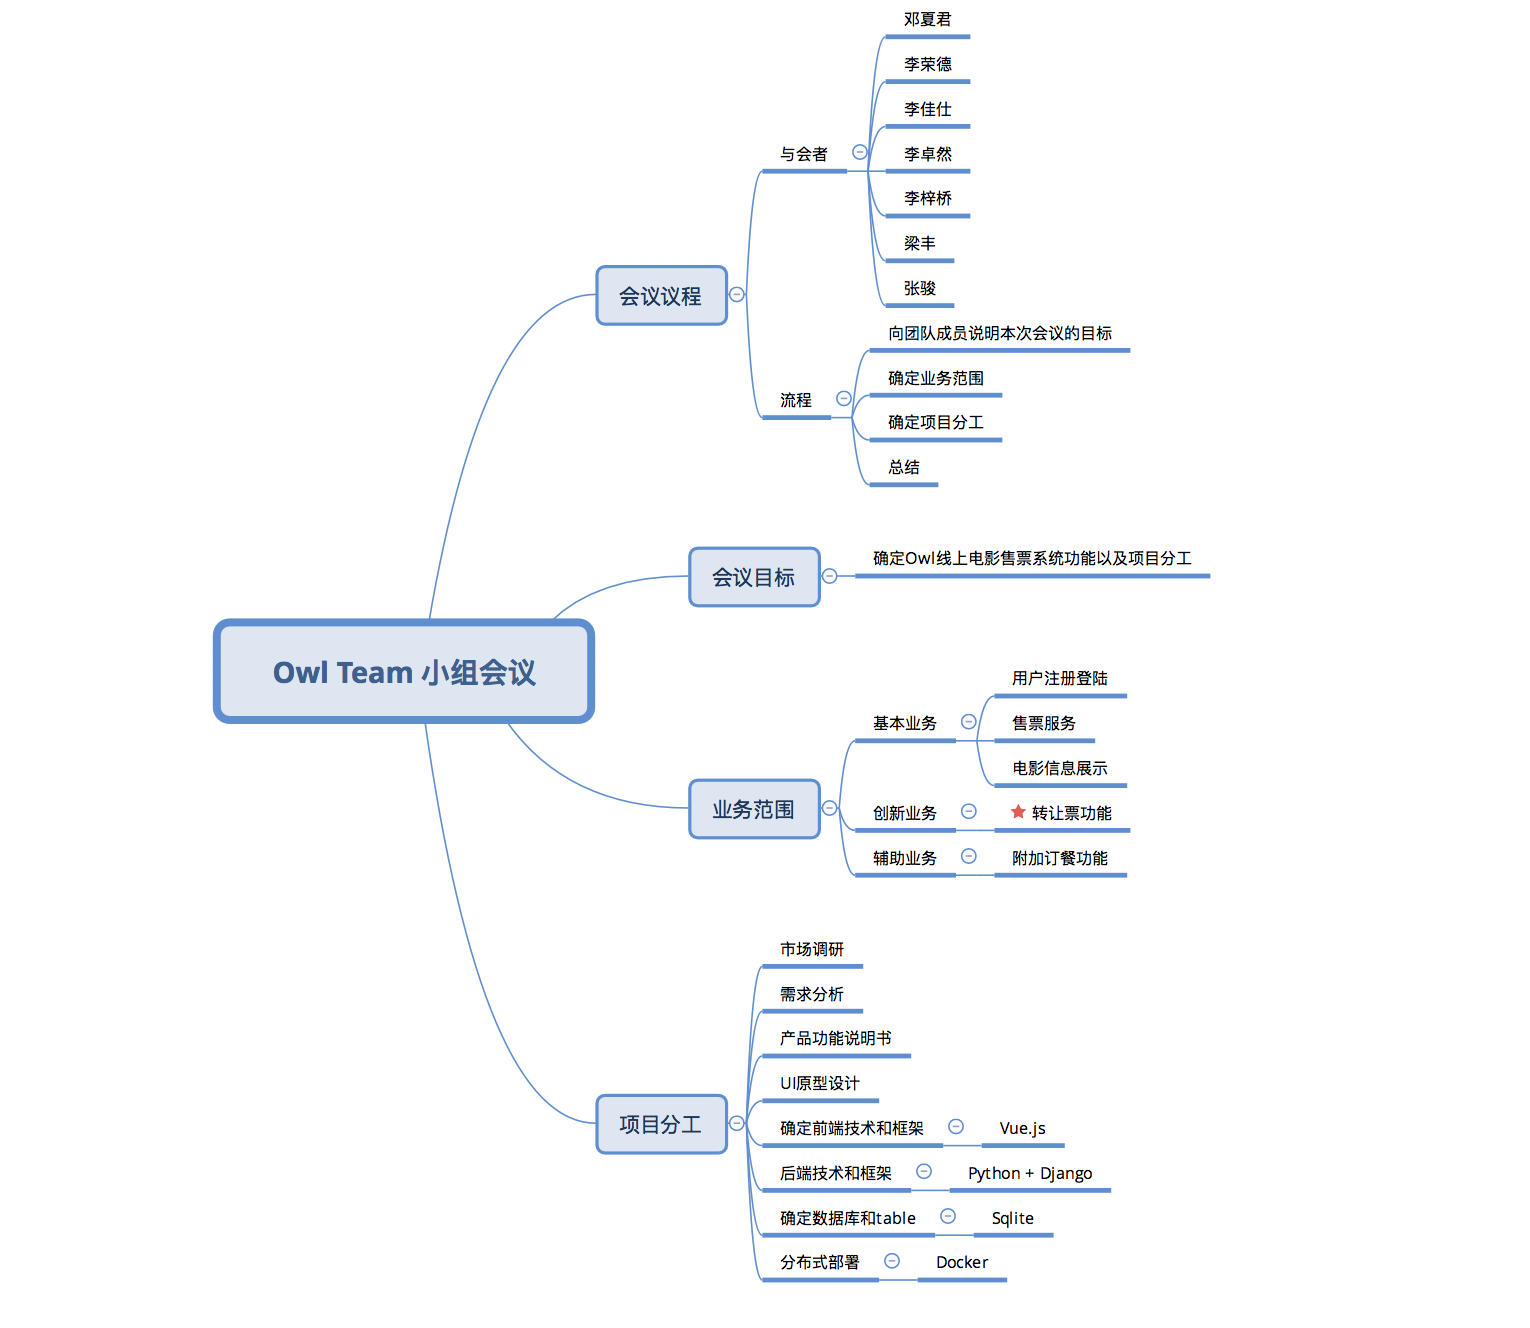 Owl Team 小组会议
会议议程
与会者
邓夏君
李荣德
李佳仕
李卓然
李梓桥
梁丰
张骏
流程
向团队成员说明本次会议的目标
确定业务范围
确定项目分工
总结
会议目标
确定Owl线上电影售票系统功能以及项目分工
业务范围
基本业务
用户注册登陆
售票服务
电影信息展示
创新业务
转让票功能
辅助业务
附加订餐功能
项目分工
市场调研
需求分析
产品功能说明书
UI原型设计
确定前端技术和框架
Vue.js
后端技术和框架
Python + Django
确定数据库和table
Sqlite
分布式部署
Docker